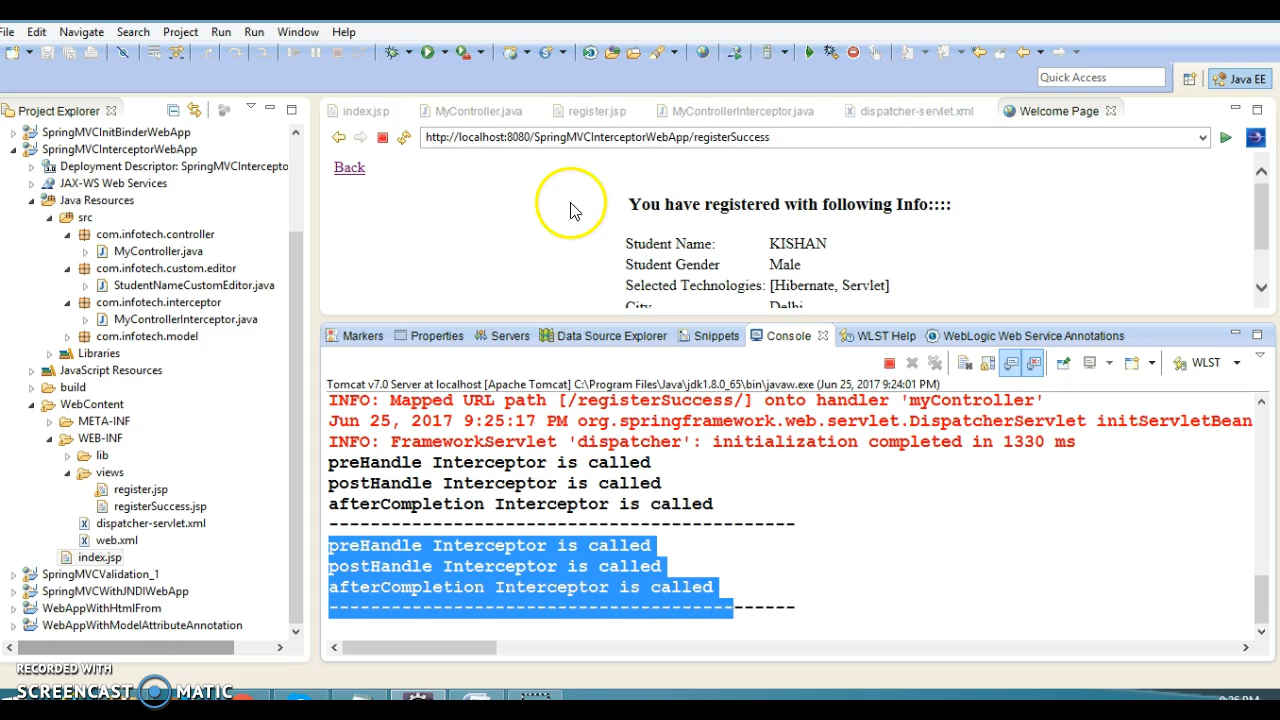 File Edit Navigate Search Project Run Run Window Help
Quick Access
Java EE
Project Explorer
SpringMVCInitBinderWebApp
SpringMVCInterceptorWebApp
Deployment Descriptor: SpringMVCIntercepto
JAX-WS Web Services
Java Resources
src
com.infotech.controller
MyController.java
com.infotech.custom.editor
StudentNameCustomEditor.java
com.infotech.interceptor
MyControllerInterceptor.java
com.infotech.model
Libraries
JavaScript Resources
build
WebContent
META-INF
WEB-INF
lib
views
register.jsp
registerSuccess.jsp
dispatcher-servlet.xml
web.xml
index.jsp
SpringMVCValidation_1
SpringMVCWithJNDIWebApp
WebAppWithHtmlFrom
WebAppWithModelAttributeAnnotation
index.jsp MyController.java register.jsp MyControllerInterceptor.java dispatcher-servlet.xml Welcome Page
http://localhost:8080/SpringMVCInterceptorWebApp/registerSuccess
Back
You have registered with following Info::::
Student Name: KISHAN
Student Gender Male
Selected Technologies: [Hibernate, Servlet]
City: Delhi
Markers Properties Servers Data Source Explorer Snippets Console WLST Help WebLogic Web Service Annotations
WLST
Tomcat v7.0 Server at localhost [Apache Tomcat] C:\Program Files\Java\jdk1.8.0_65\bin\javaw.exe (Jun 25, 2017 9:24:01 PM)
INFO: Mapped URL path [/registerSuccess/] onto handler 'myController'
Jun 25, 2017 9:25:17 PM org.springframework.web.servlet.DispatcherServlet initServletBean
INFO: FrameworkServlet 'dispatcher': initialization completed in 1330 ms
preHandle Interceptor is called
postHandle Interceptor is called
afterCompletion Interceptor is called
---------------------------------------------
preHandle Interceptor is called
postHandle Interceptor is called
afterCompletion Interceptor is called
---------------------------------------------
RECORDED WITH
SCREENCAST MATIC